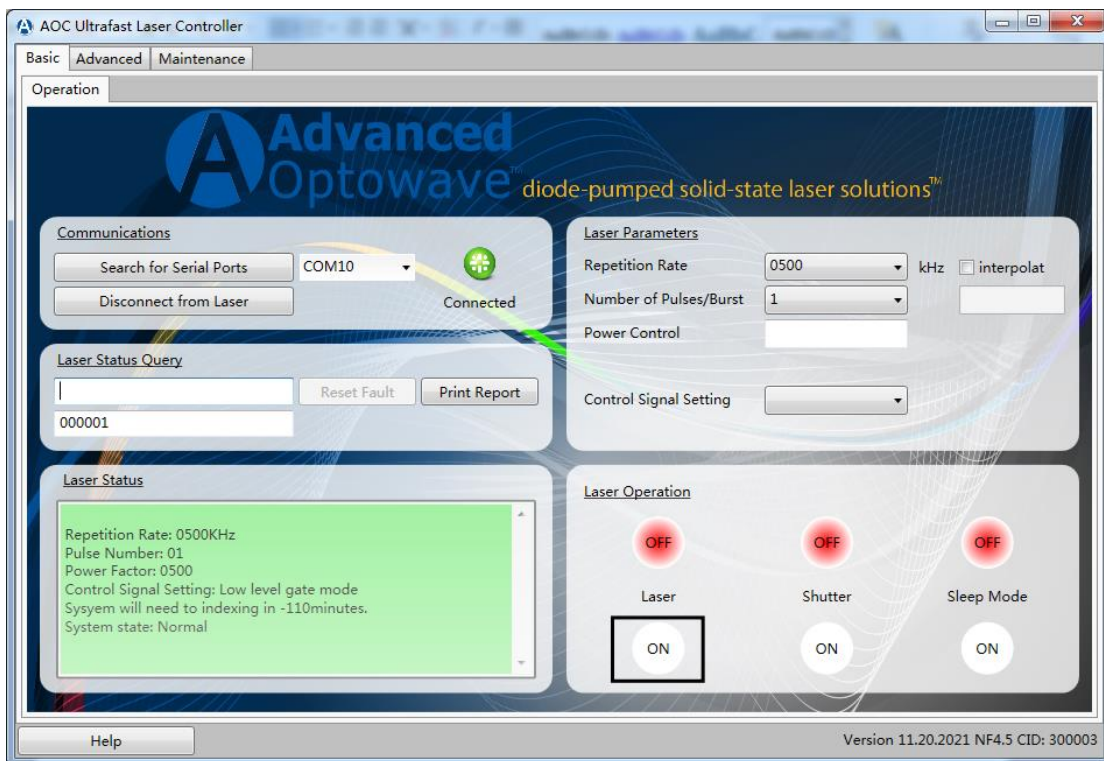 AOC Ultrafast Laser Controller
Basic Advanced Maintenance
Operation
Advanced
Optowave™ diode-pumped solid-state laser solutions™
Communications
Search for Serial Ports COM10
Disconnect from Laser Connected
Laser Status Query
Reset Fault Print Report
000001
Laser Status
Repetition Rate: 0500KHz
Pulse Number: 01
Power Factor: 0500
Control Signal Setting: Low level gate mode
Sysyem will need to indexing in -110minutes.
System state: Normal
Laser Parameters
Repetition Rate 0500 kHz interpolat
Number of Pulses/Burst 1
Power Control
Control Signal Setting
Laser Operation
OFF OFF OFF
Laser Shutter Sleep Mode
ON ON ON
Help Version 11.20.2021 NF4.5 CID: 300003